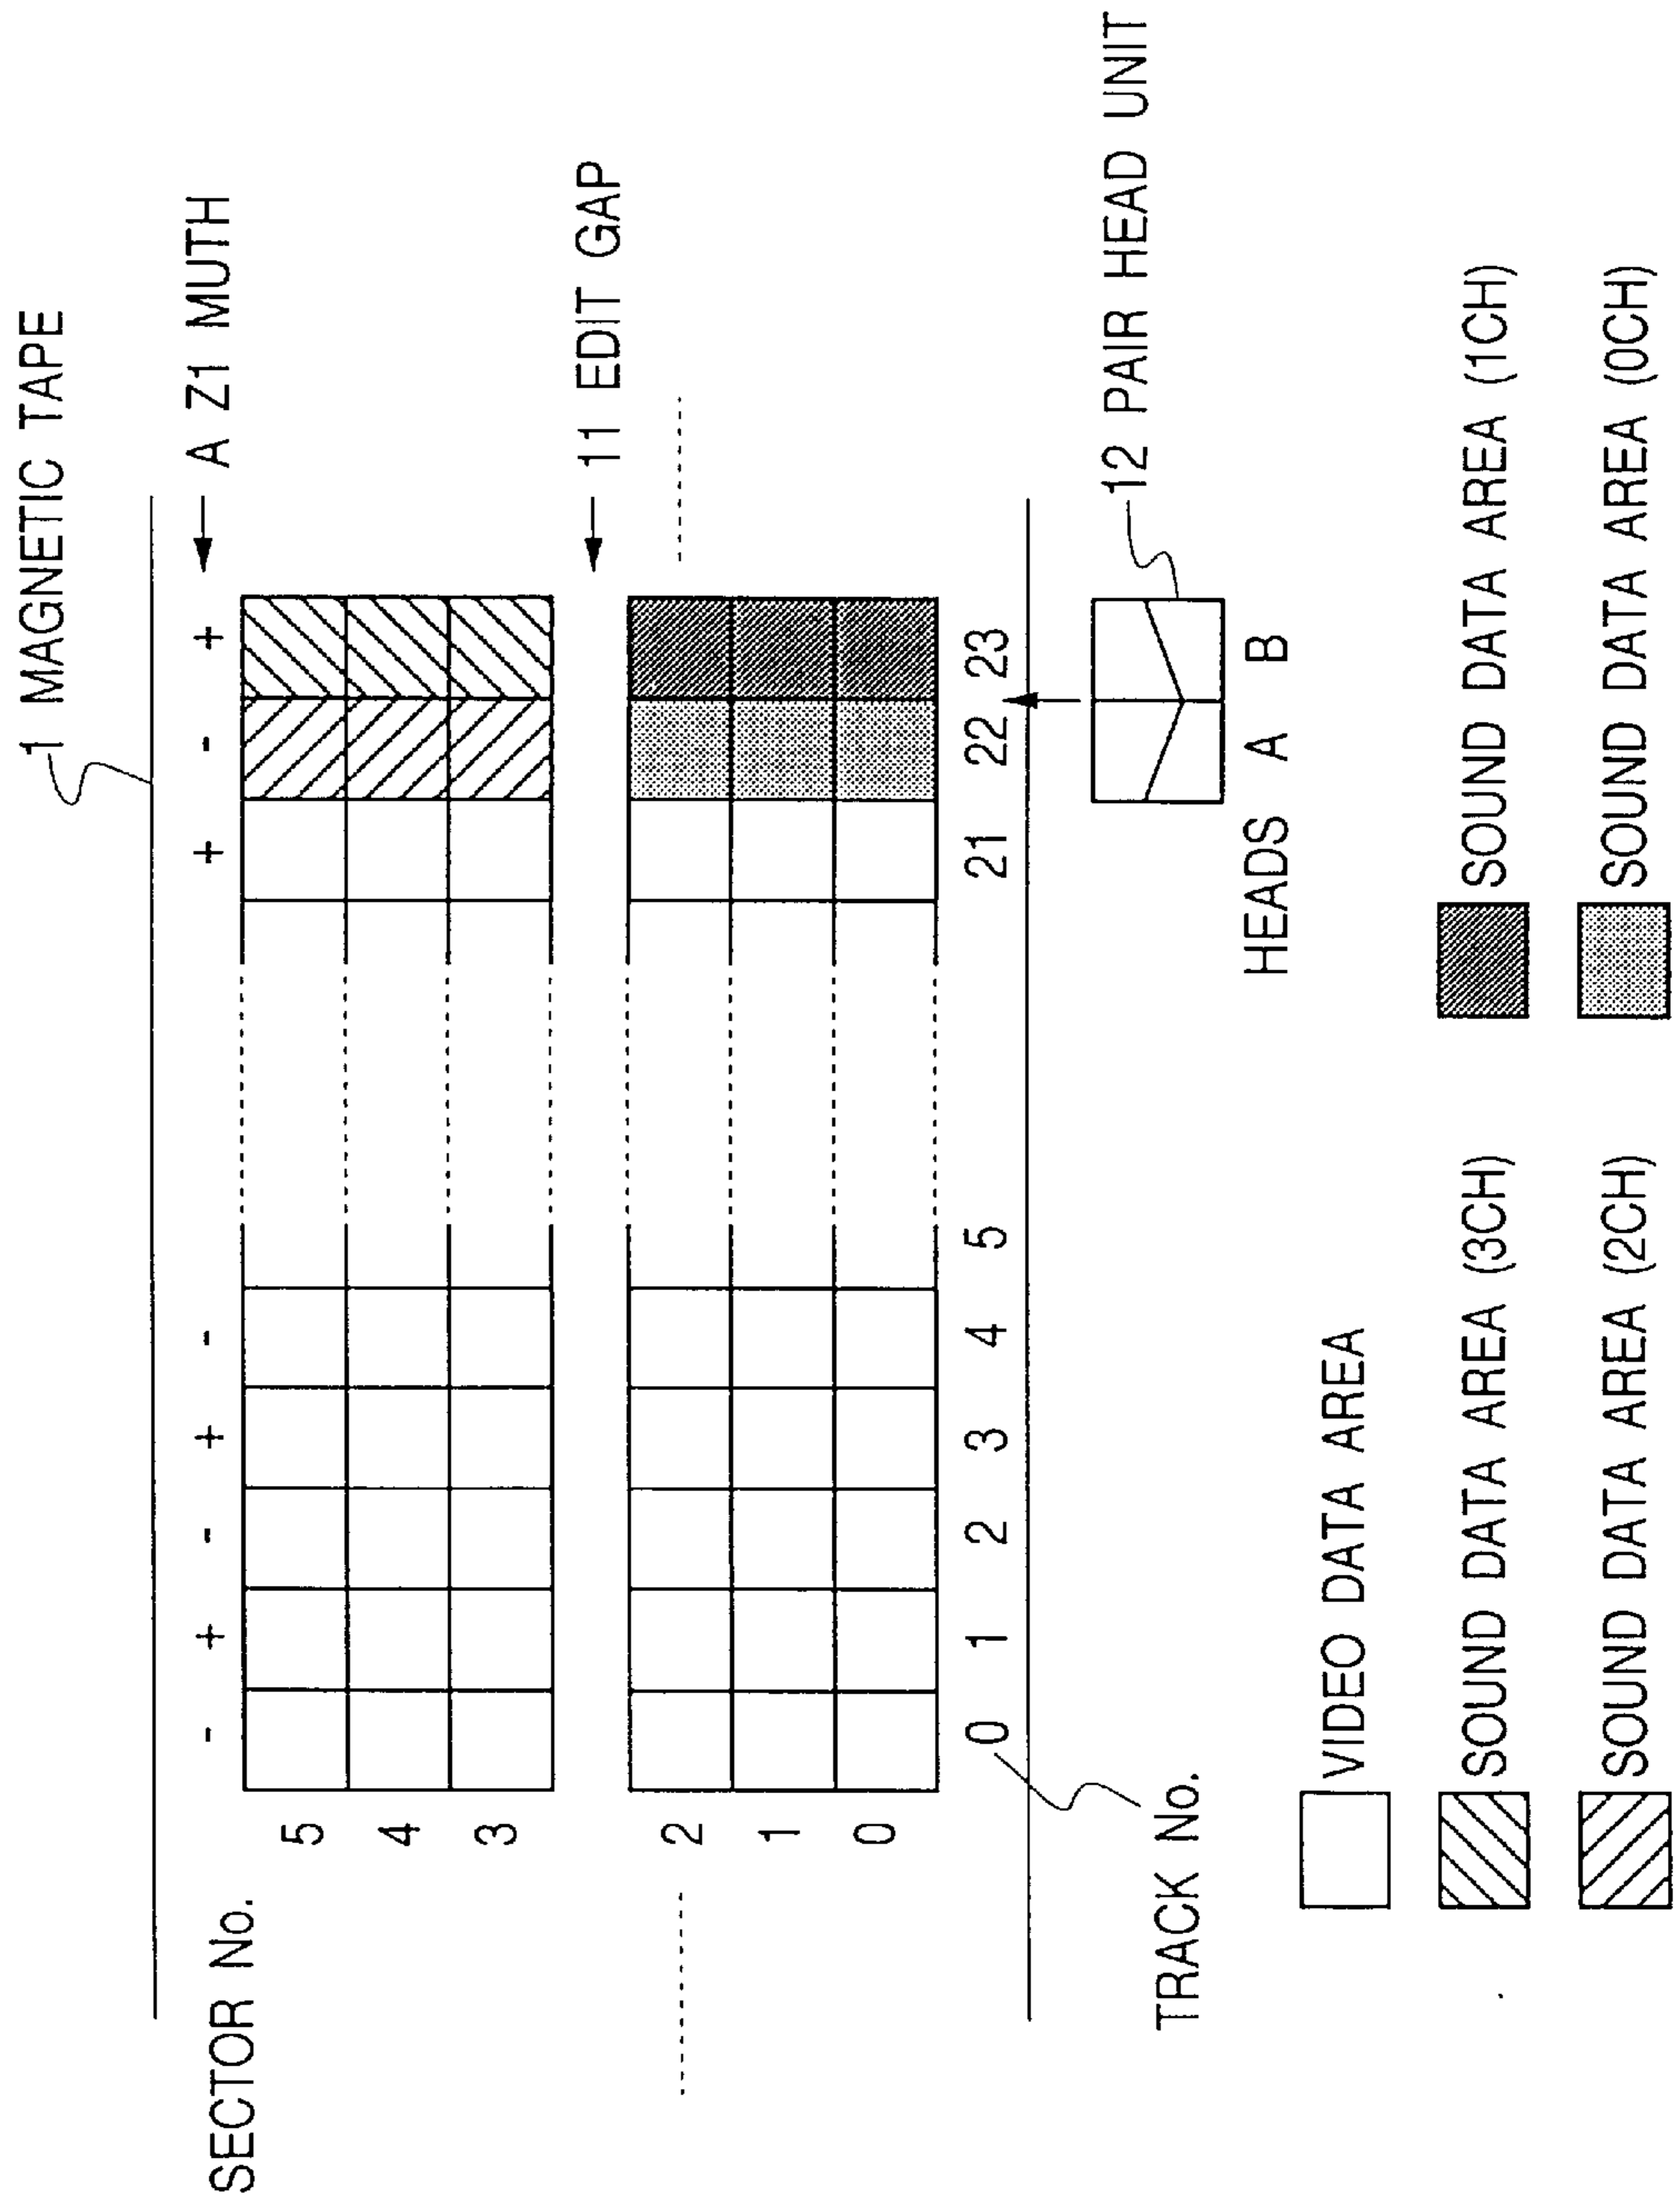 1 MAGNETIC TAPE
SECTOR No.
- + - + - + - + A Z1 MUTH
5
4
3
11 EDIT GAP
2
1
0
0 1 2 3 4 5 21 22 23
TRACK No.
12 PAIR HEAD UNIT
HEADS A B
VIDEO DATA AREA
SOUND DATA AREA (3CH)
SOUND DATA AREA (1CH)
SOUND DATA AREA (2CH)
SOUND DATA AREA (0CH)